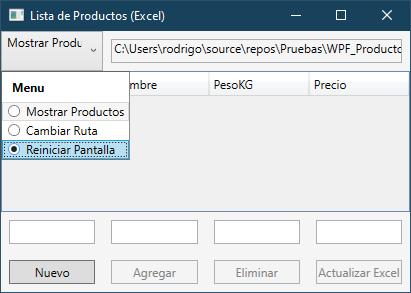 Lista de Productos (Excel)
Mostrar Produ
C:\Users\rodrigo\source\repos\Pruebas\WPF_Producto
Menu
mbre
PesoKG
Precio
Mostrar Productos
Cambiar Ruta
Reiniciar Pantalla
Nuevo
Agregar
Eliminar
Actualizar Excel